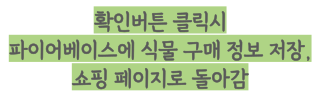 확인버튼 클릭시
파이어베이스에 식물 구매 정보 저장,
쇼핑 페이지로 돌아감